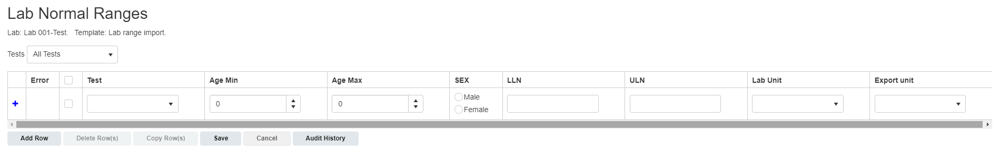 Lab Normal Ranges
Lab: Lab 001-Test. Template: Lab range import.
Tests All Tests
Error Test Age Min Age Max SEX LLN ULN Lab Unit Export unit
0 0 Male
Female
Add Row Delete Row(s) Copy Row(s) Save Cancel Audit History